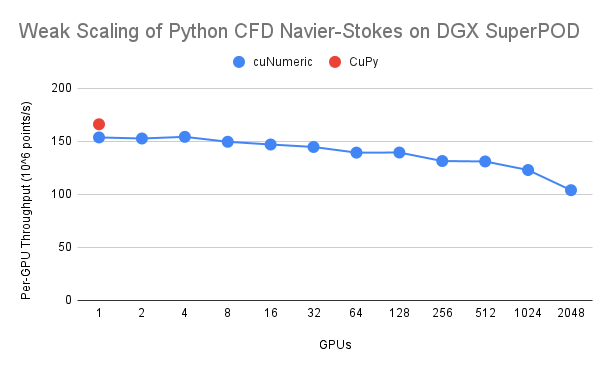 Weak Scaling of Python CFD Navier-Stokes on DGX SuperPOD
cuNumeric CuPy
Per-GPU Throughput (10^6 points/s)
200
150
100
50
0
1 2 4 8 16 32 64 128 256 512 1024 2048
GPUs